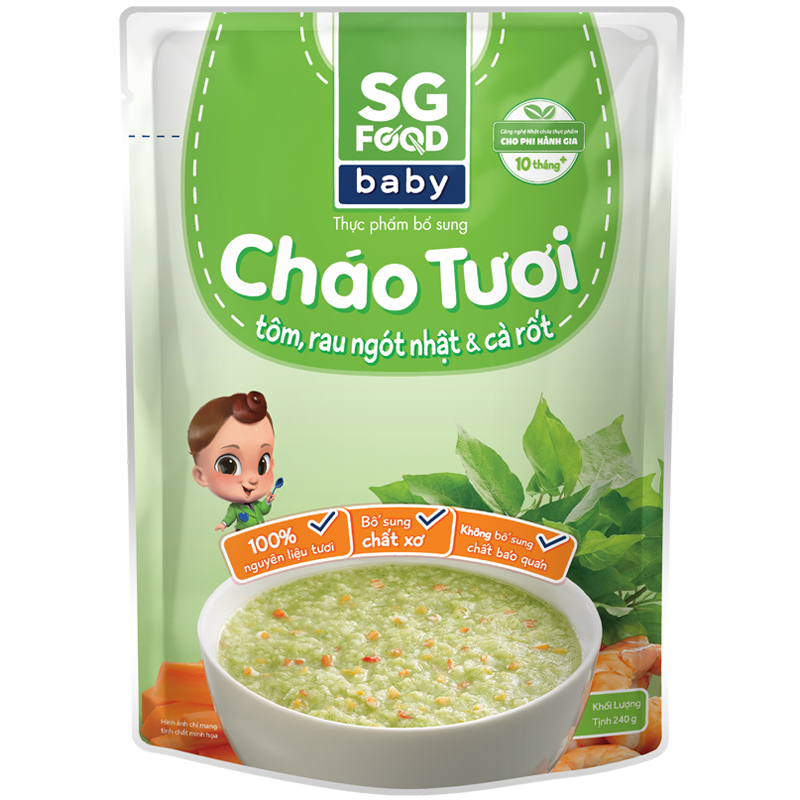 SG
FOOD
baby
Công nghệ Nhật chứa thực phẩm
CHO PHI HÀNH GIA
10 tháng+
Thực phẩm bổ sung
Cháo Tươi
tôm, rau ngót nhật & cà rốt
100%
nguyên liệu tươi
Bổ sung
chất xơ
Không bổ sung
chất bảo quản
Khối Lượng
Tịnh 240 g
Hình ảnh chỉ mang
tính chất minh họa